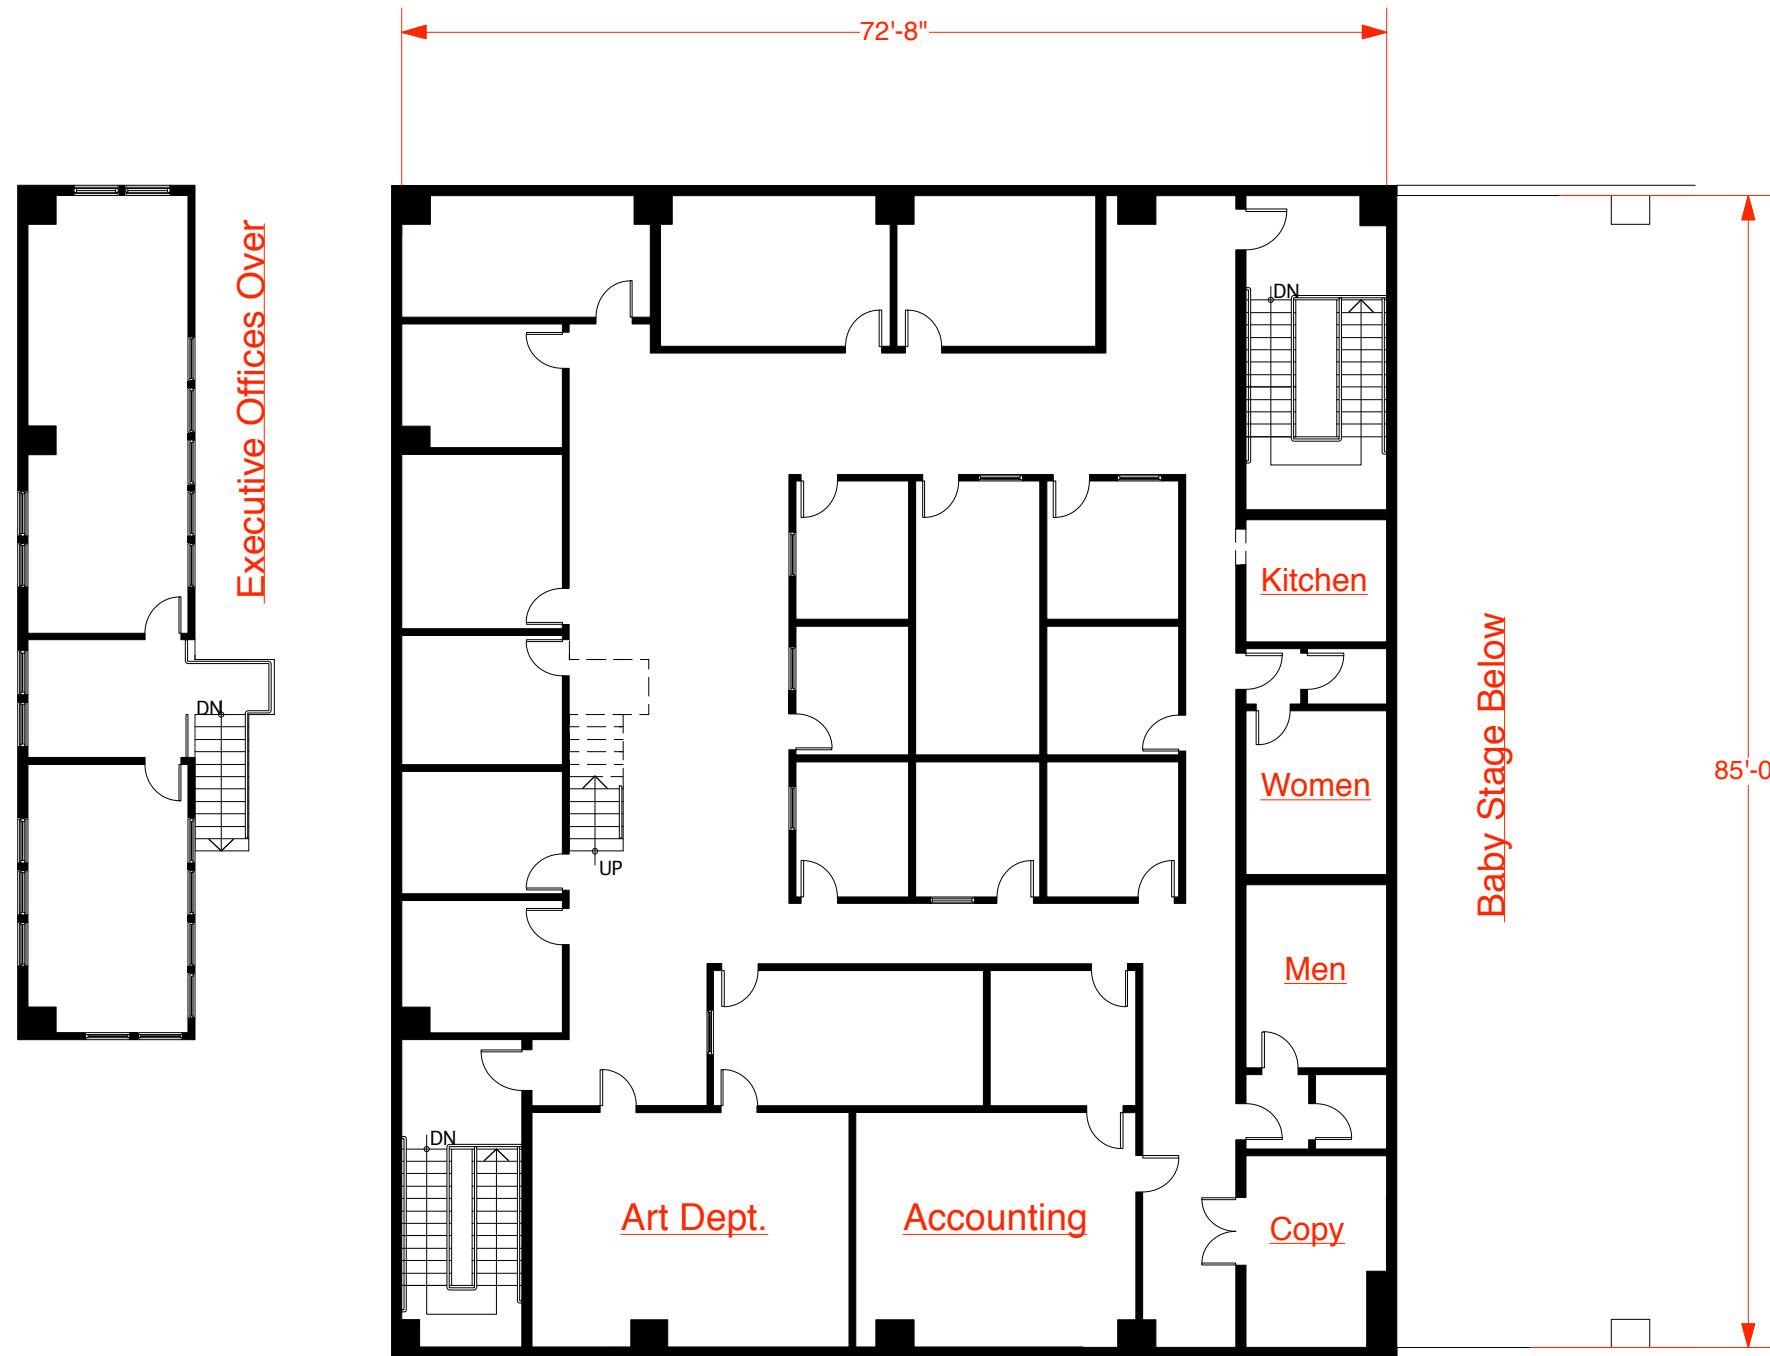 72'-8"
Executive Offices Over
DN
DN
Kitchen
Baby Stage Below
DN
Women
85'-0
UP
Men
DN
Art Dept.
Accounting
Copy